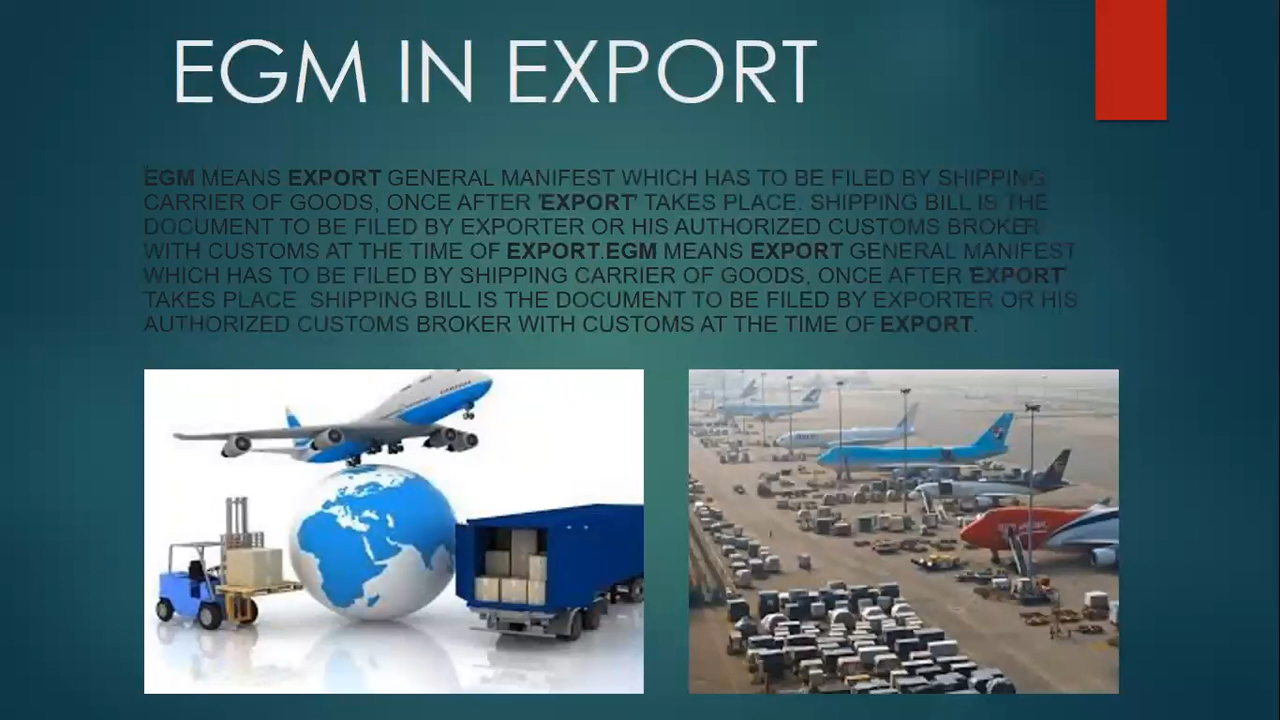 EGM IN EXPORT
EGM MEANS EXPORT GENERAL MANIFEST WHICH HAS TO BE FILED BY SHIPPING
CARRIER OF GOODS, ONCE AFTER 'EXPORT' TAKES PLACE. SHIPPING BILL IS THE
DOCUMENT TO BE FILED BY EXPORTER OR HIS AUTHORIZED CUSTOMS BROKER
WITH CUSTOMS AT THE TIME OF EXPORT.EGM MEANS EXPORT GENERAL MANIFEST
WHICH HAS TO BE FILED BY SHIPPING CARRIER OF GOODS, ONCE AFTER 'EXPORT'
TAKES PLACE. SHIPPING BILL IS THE DOCUMENT TO BE FILED BY EXPORTER OR HIS
AUTHORIZED CUSTOMS BROKER WITH CUSTOMS AT THE TIME OF EXPORT.